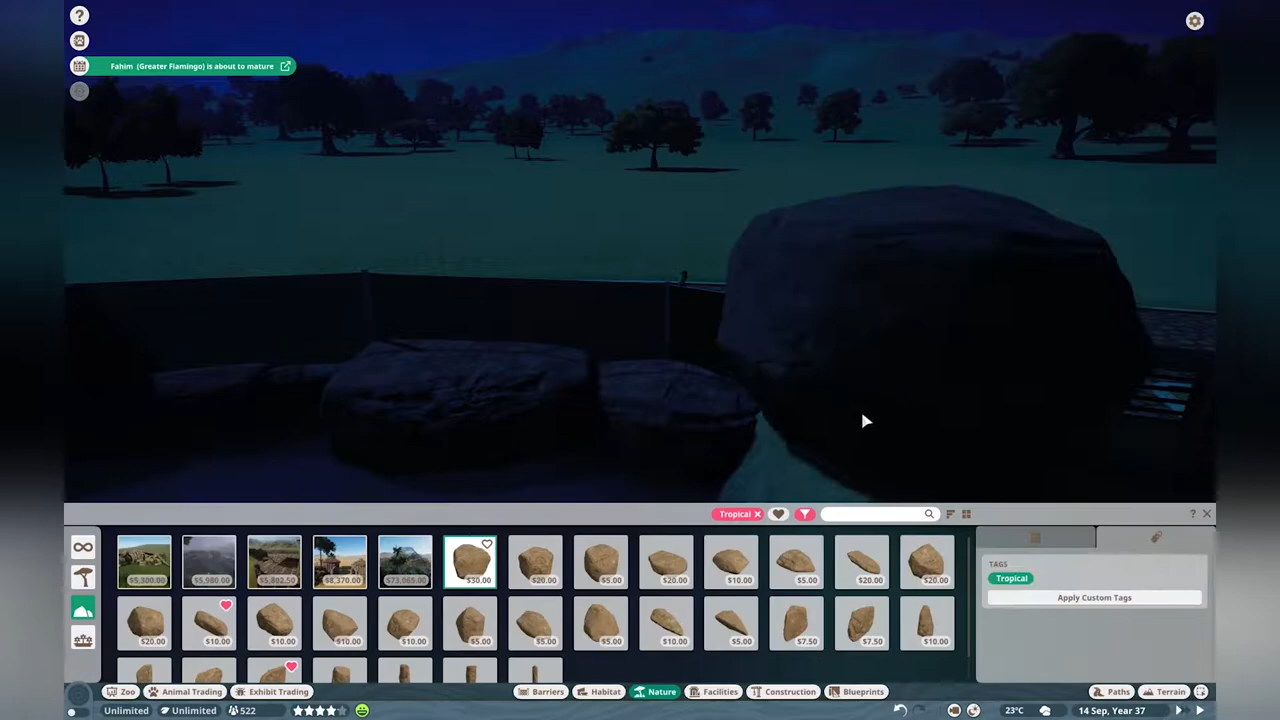 ?
Fahim (Greater Flamingo) is about to mature
Tropical ×
? ×
$5,300.00 $5,980.00 $5,802.50 $8,370.00 $73,065.00 $30.00 $20.00 $5.00 $20.00 $10.00 $5.00 $20.00 $20.00
$20.00 $10.00 $10.00 $10.00 $10.00 $5.00 $5.00 $5.00 $10.00 $5.00 $7.50 $7.50 $10.00
TAGS
Tropical
Apply Custom Tags
Zoo Animal Trading Exhibit Trading Barriers Habitat Nature Facilities Construction Blueprints Paths Terrain
Unlimited Unlimited 522 23°C 14 Sep, Year 37